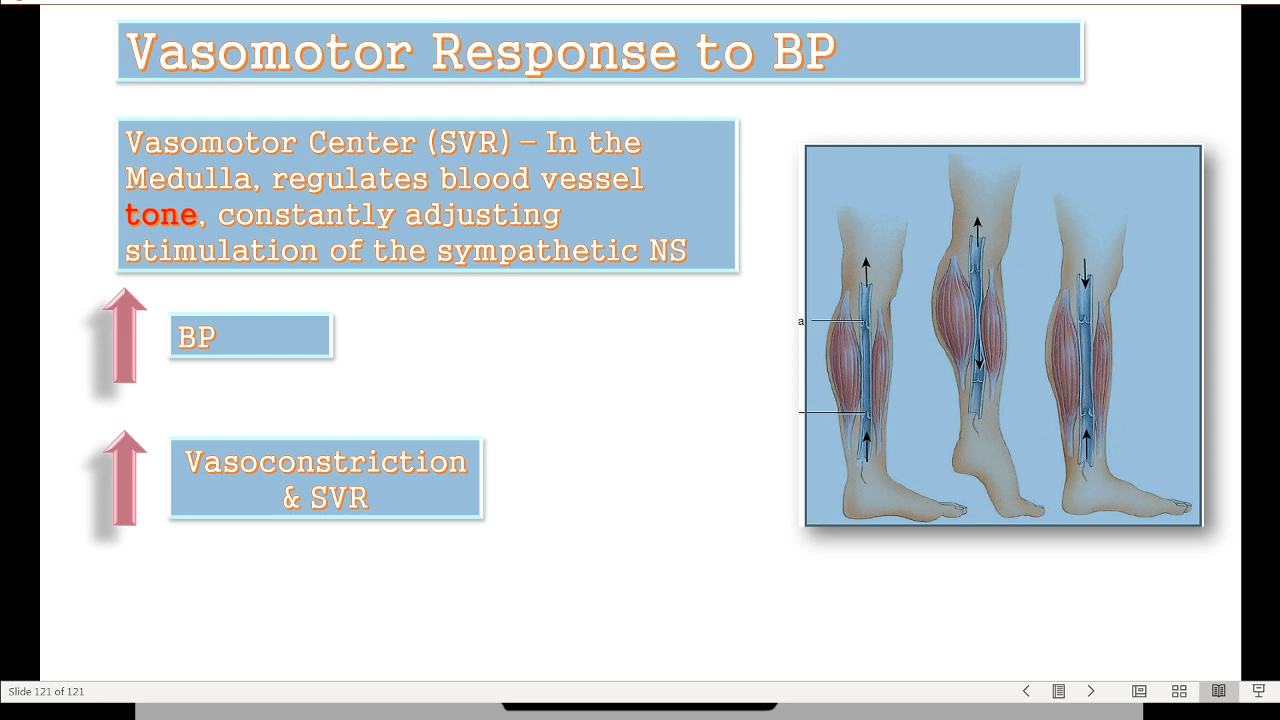 Vasomotor Response to BP
Vasomotor Center (SVR) – In the
Medulla, regulates blood vessel
tone, constantly adjusting
stimulation of the sympathetic NS
BP
Vasoconstriction
& SVR
a
Slide 121 of 121